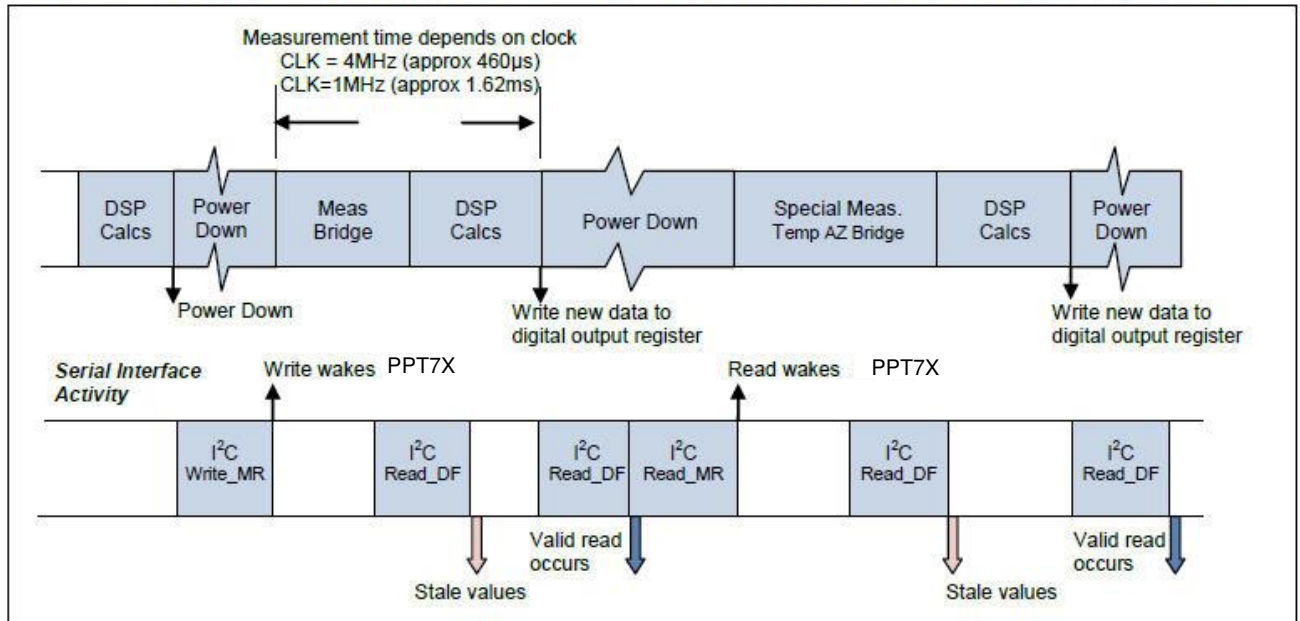 Measurement time depends on clock
CLK = 4MHz (approx 460µs)
CLK=1MHz (approx 1.62ms)
DSP Calcs
Power Down
Meas Bridge
DSP Calcs
Power Down
Special Meas. Temp AZ Bridge
DSP Calcs
Power Down
Power Down
Write new data to
digital output register
Write new data to
digital output register
Serial Interface
Activity
Write wakes PPT7X
Read wakes PPT7X
I²C
Write_MR
I²C
Read_DF
I²C
Read_DF
I²C
Read_MR
I²C
Read_DF
I²C
Read_DF
Stale values
Valid read
occurs
Stale values
Valid read
occurs